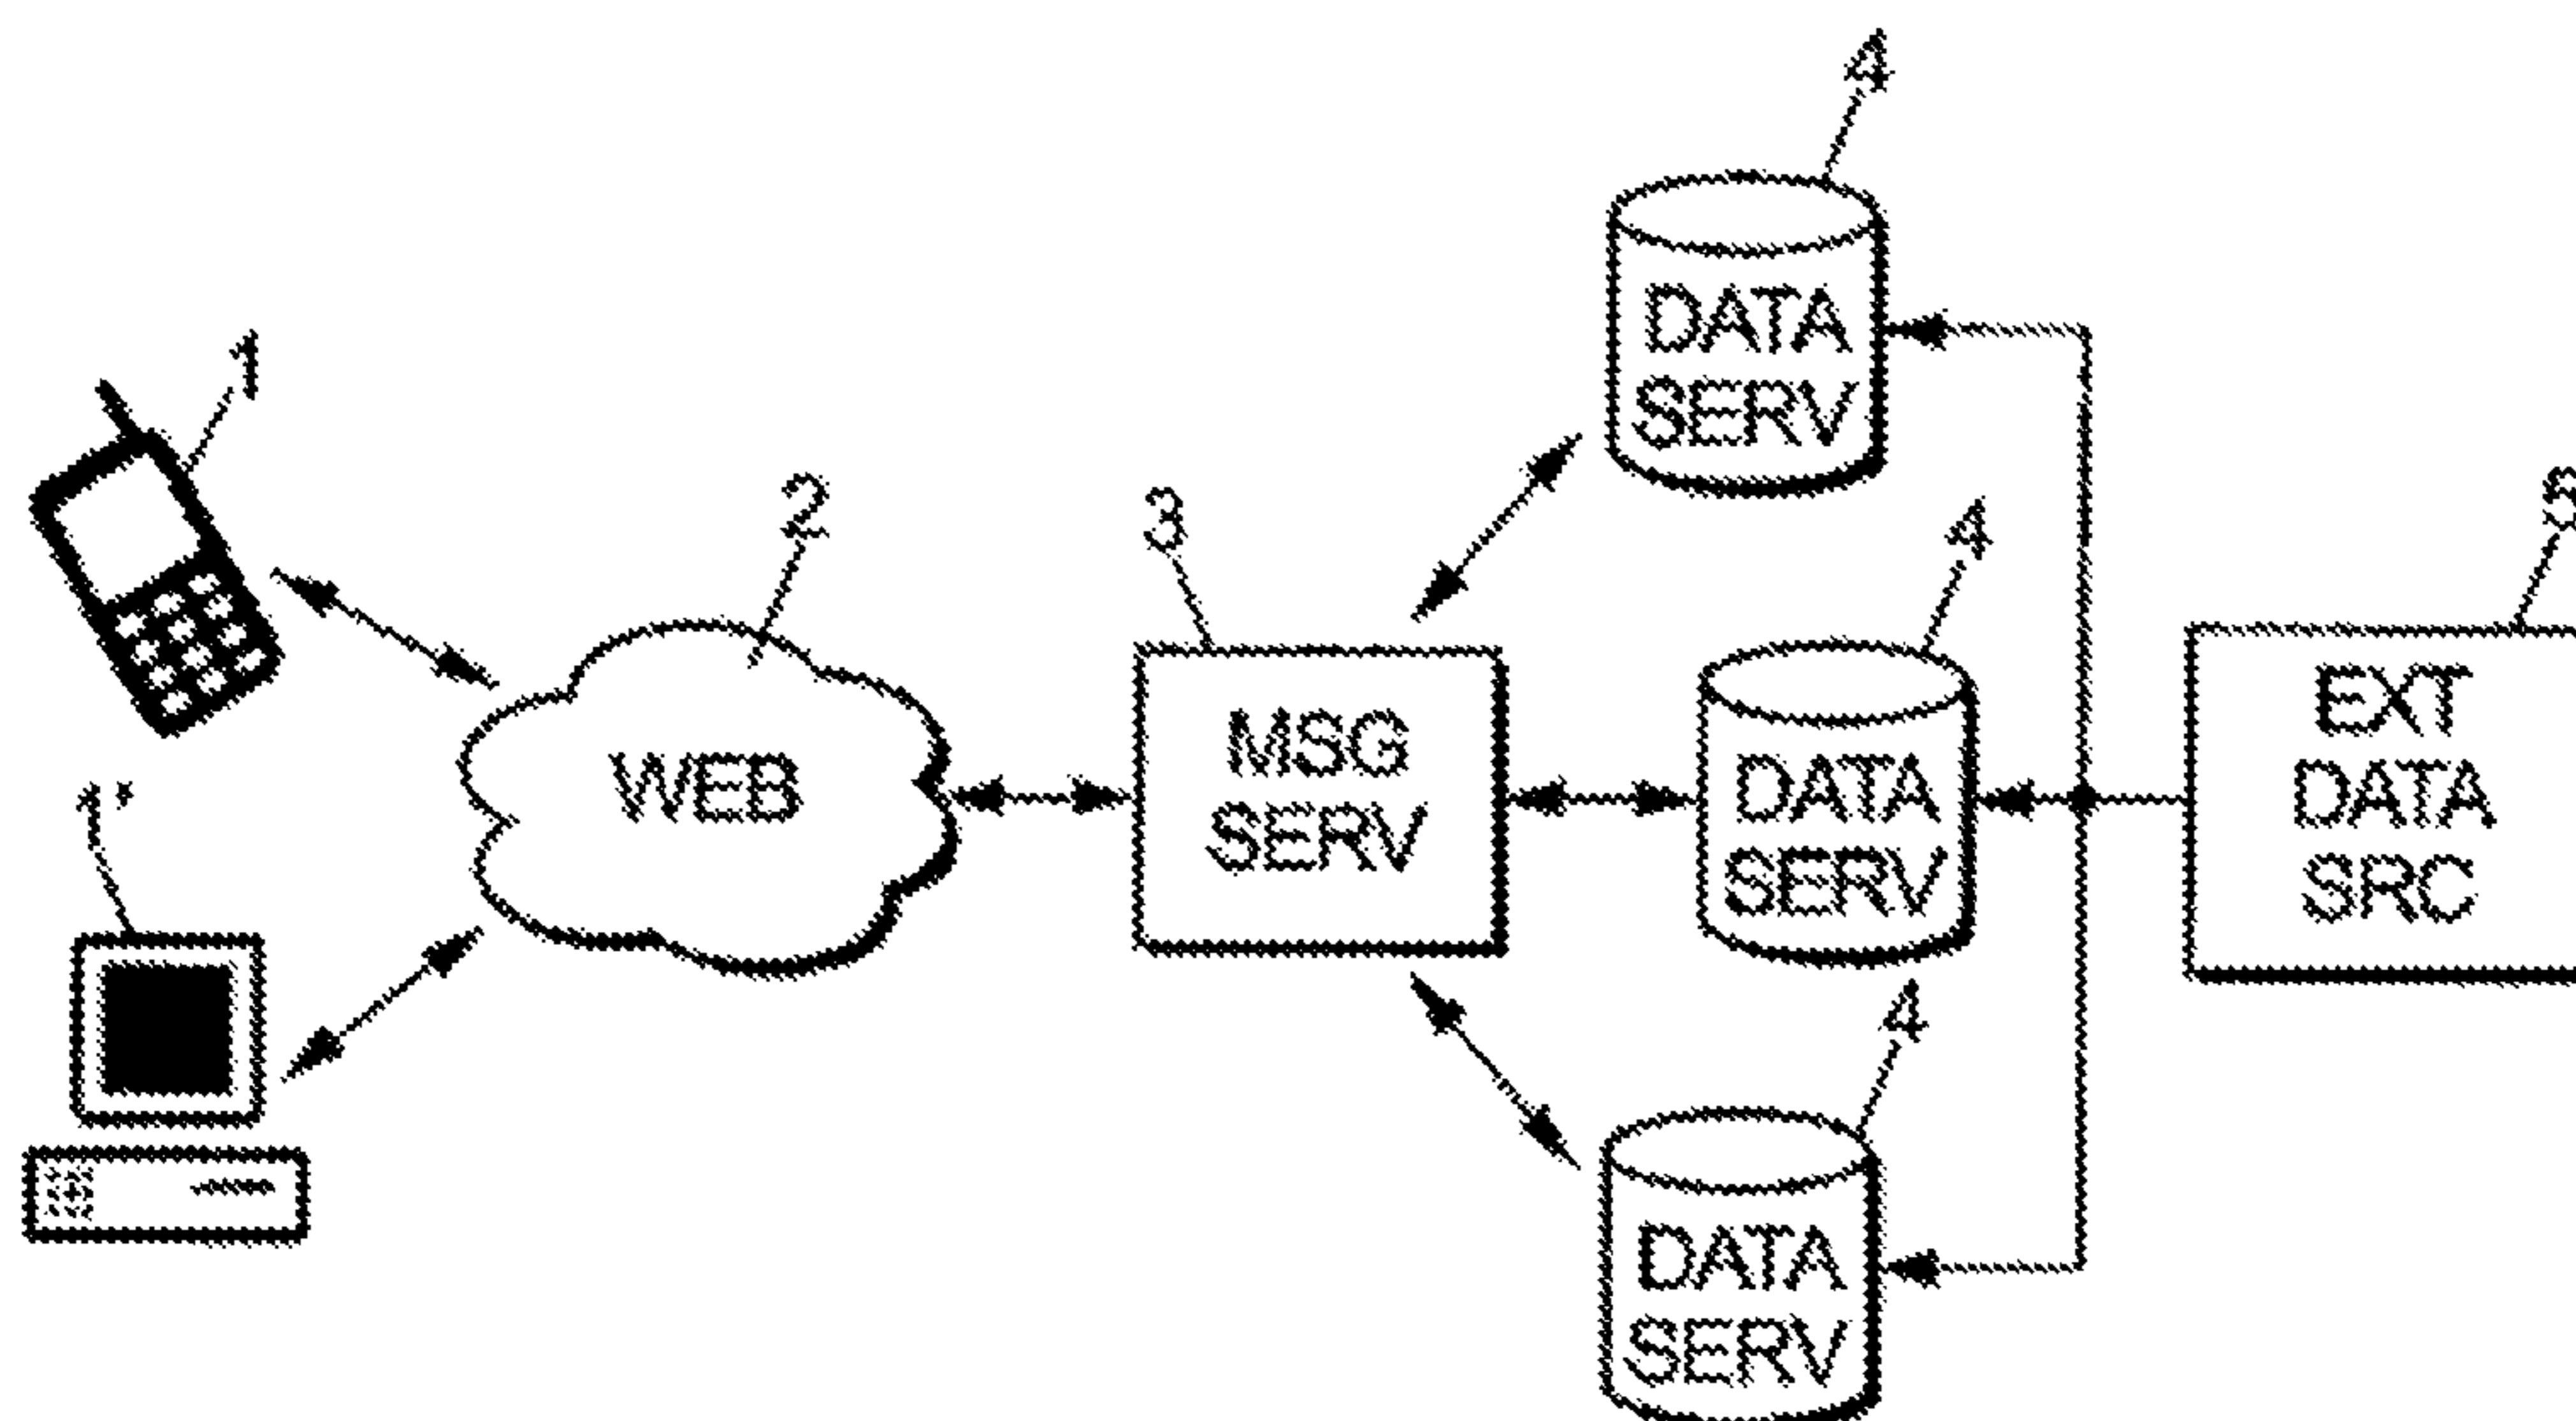 4
1
2
3
4
5
DATA
SERV
WEB
MSG
SERV
DATA
SERV
EXT
DATA
SRC
1'
4
DATA
SERV